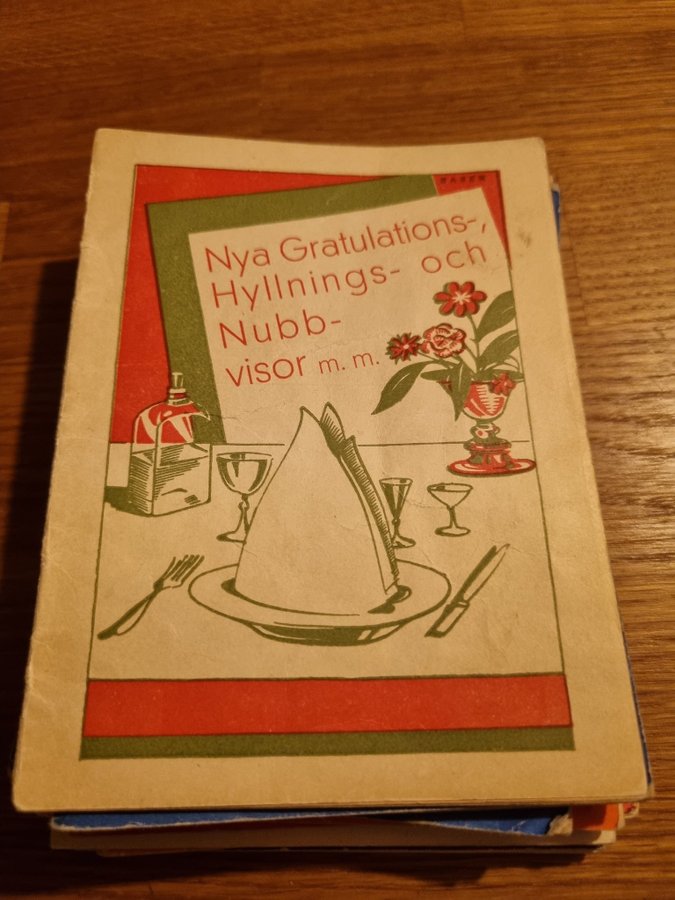 Nya Gratulations-,
Hyllnings- och
Nubb-
visor m. m.